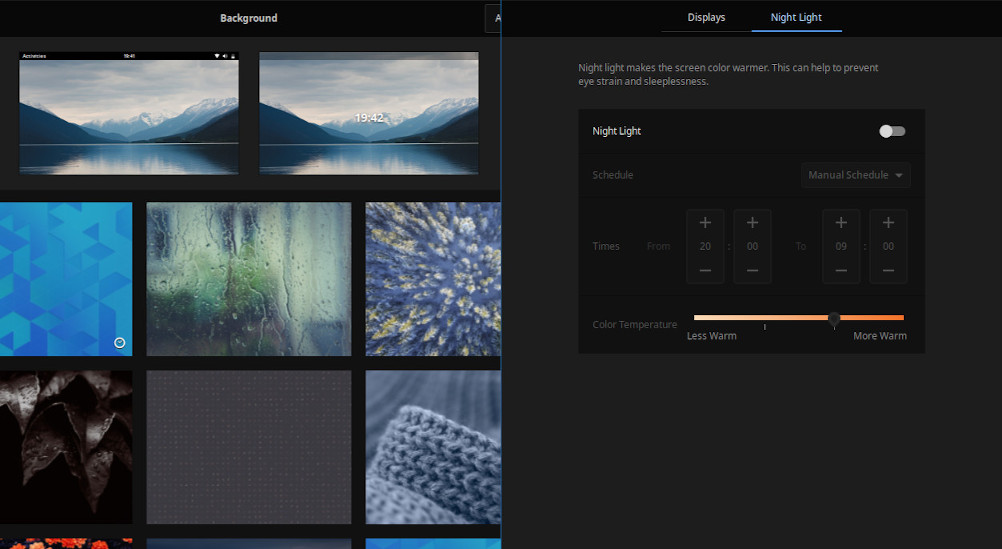 Background
A
Activities
19:41
19:42
Displays
Night Light
Night light makes the screen color warmer. This can help to prevent
eye strain and sleeplessness.
Night Light
Schedule
Manual Schedule
+ + + +
Times From 20 : 00 To 09 : 00
− − − −
Color Temperature
Less Warm More Warm